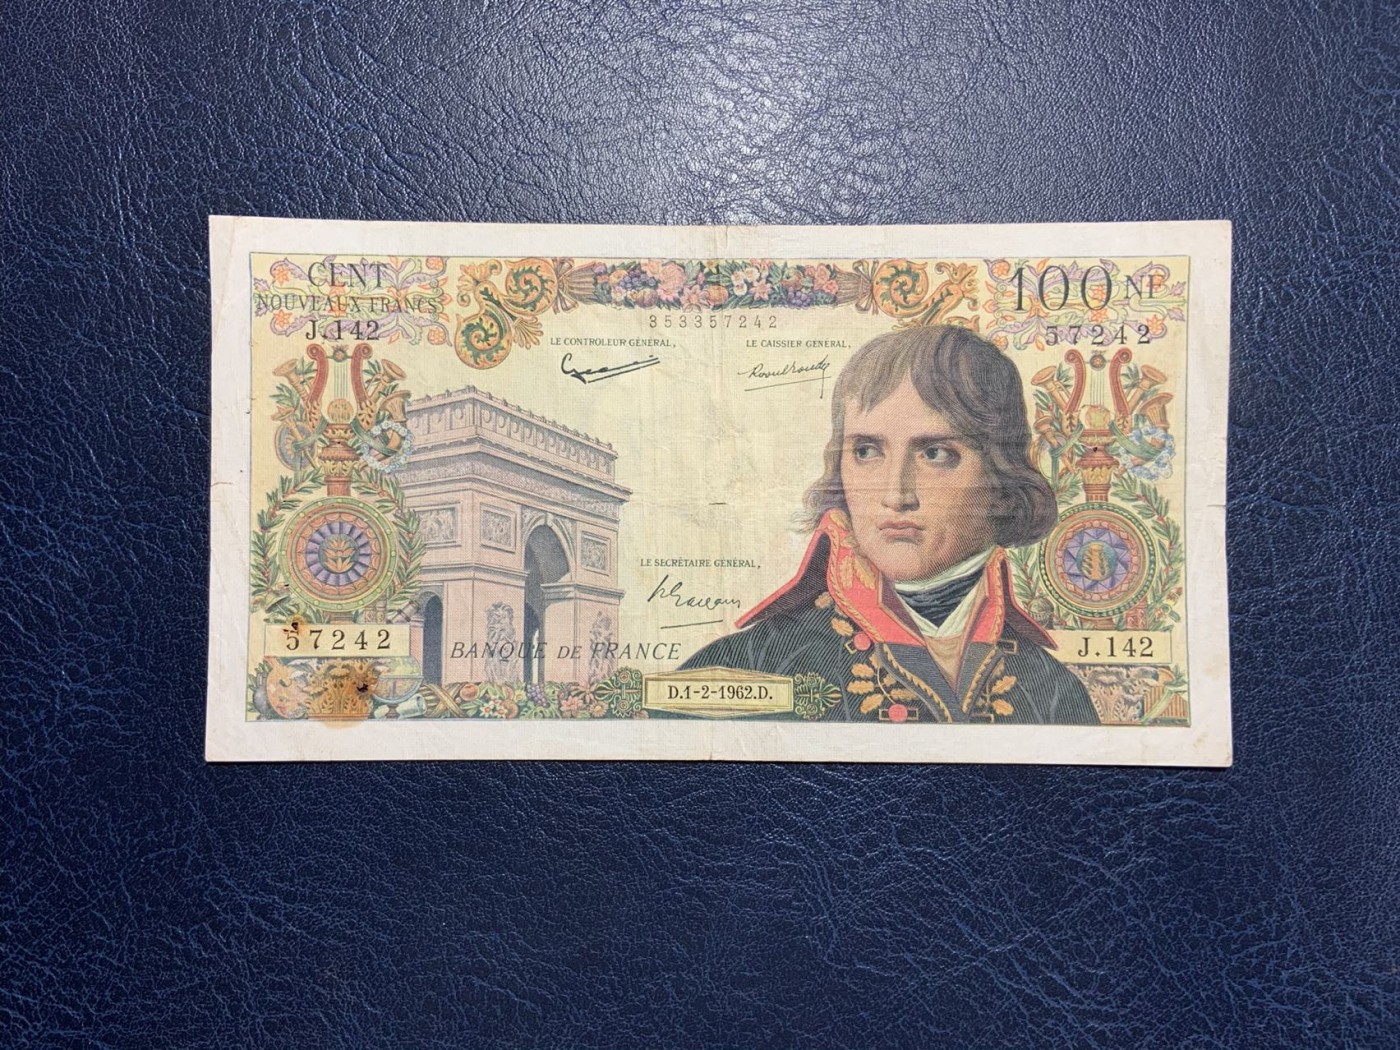 CENT
NOUVEAUX FRANCS
J.142
100 NF
57242
353357242
LE CONTROLEUR GÉNÉRAL,
LE CAISSIER GÉNÉRAL,
LE SECRÉTAIRE GÉNÉRAL,
57242
BANQUE DE FRANCE
J.142
D.1-2-1962.D.